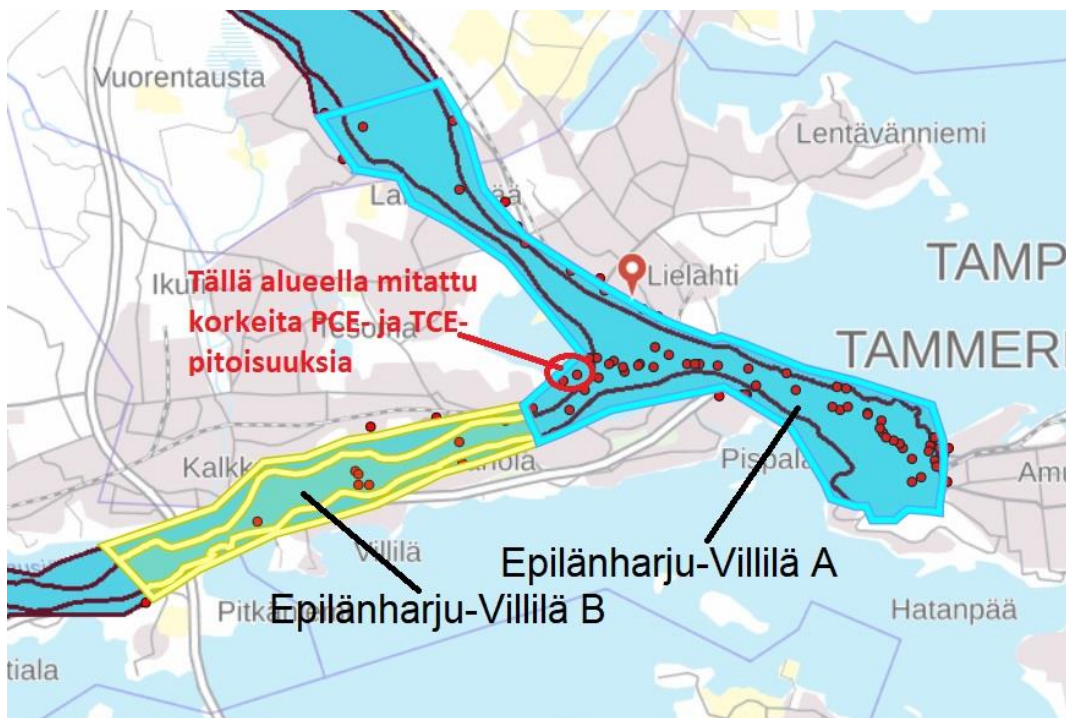 Vuorentausta
Lentävänniemi
TAMP
Lielahti
TAMMER
Tällä alueella mitattu
korkeita PCE- ja TCE-
pitoisuuksia
Tesoma
Kalkk
Pispala
Amu
Villilä
Epilänharju-Villilä A
Epilänharju-Villilä B
Hatanpää
tiala